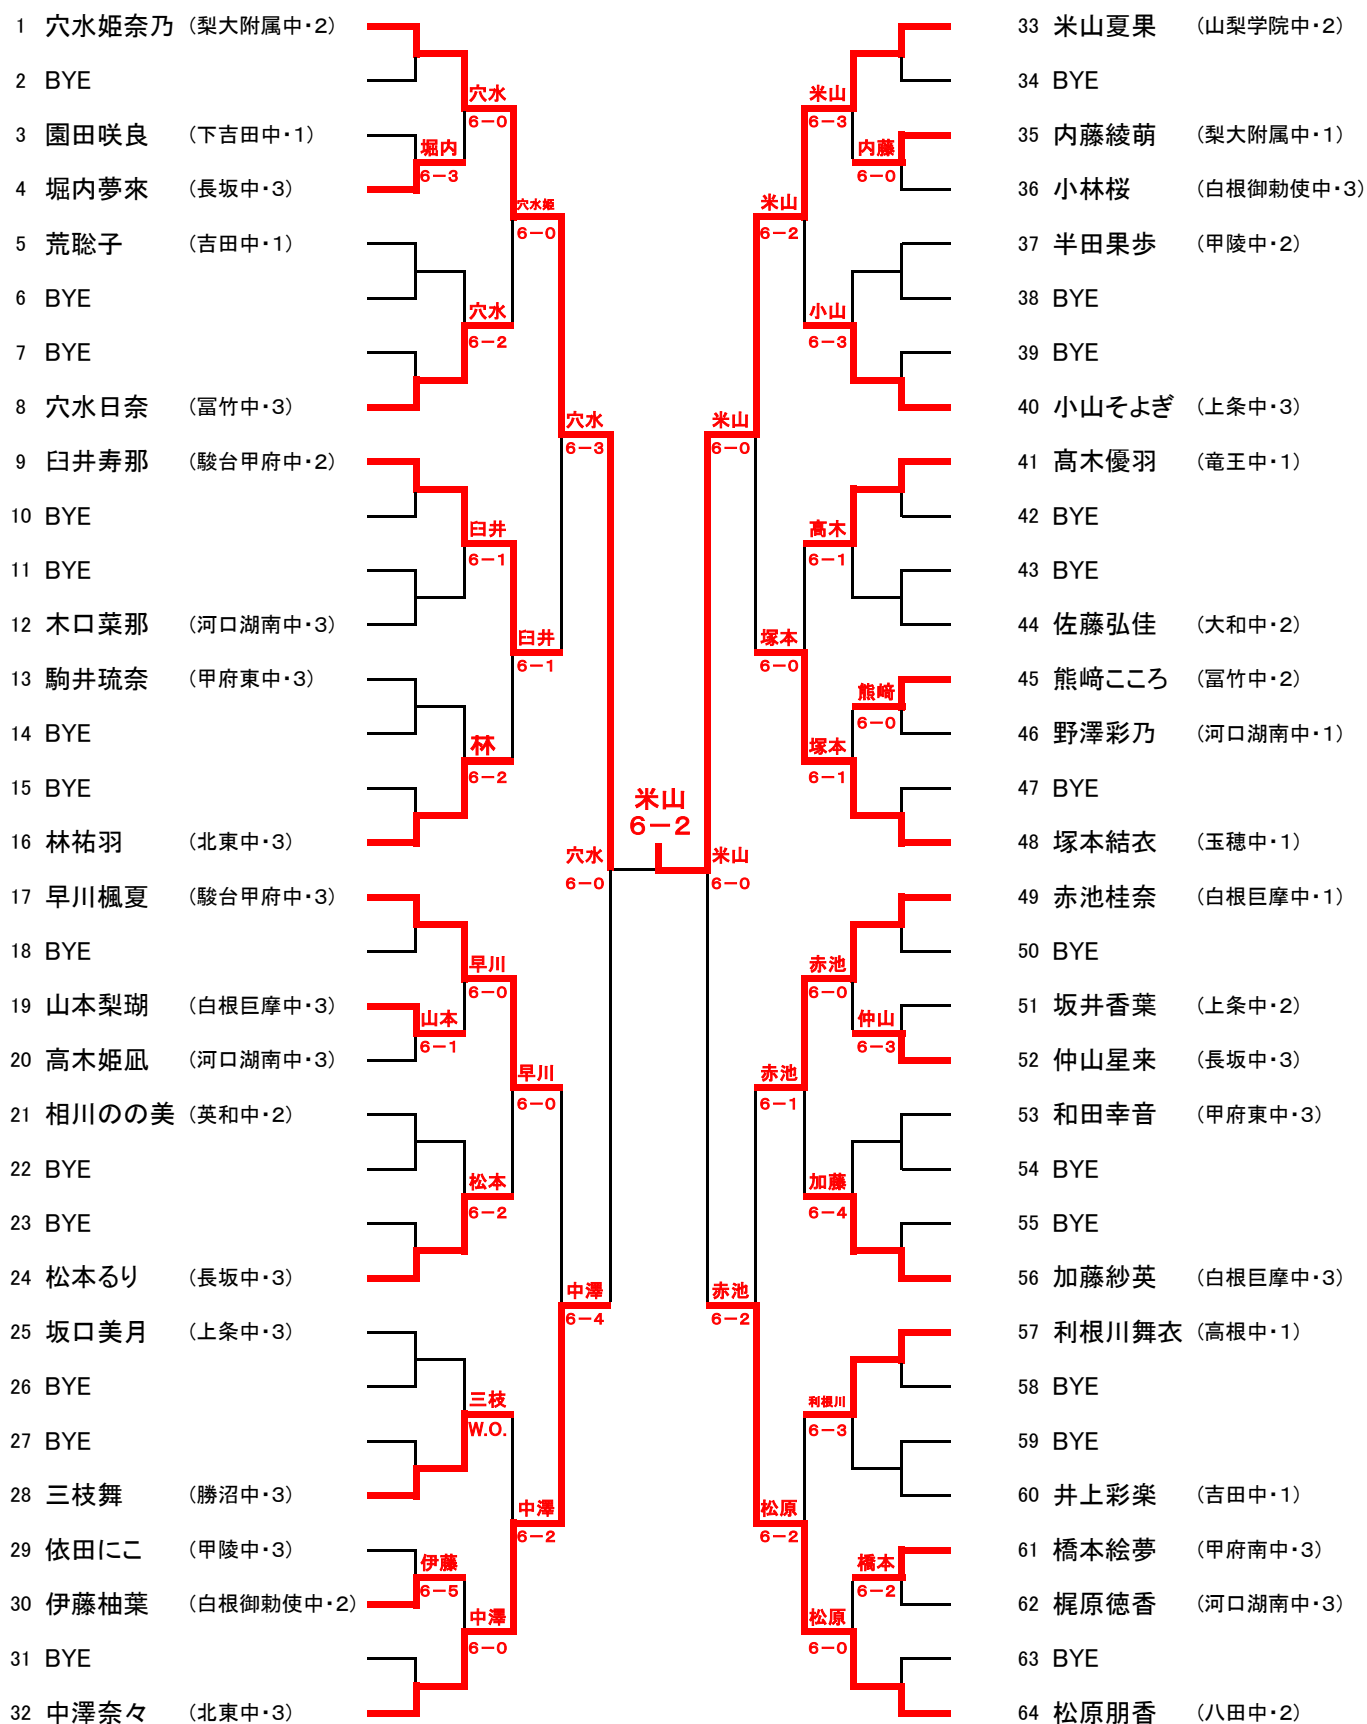 1 穴水姫奈乃 (梨大附属中・2)
2 BYE
3 園田咲良 (下吉田中・1)
4 堀内夢來 (長坂中・3)
5 荒聡子 (吉田中・1)
6 BYE
7 BYE
8 穴水日奈 (冨竹中・3)
9 臼井寿那 (駿台甲府中・2)
10 BYE
11 BYE
12 木口菜那 (河口湖南中・3)
13 駒井琉奈 (甲府東中・3)
14 BYE
15 BYE
16 林祐羽 (北東中・3)
17 早川楓夏 (駿台甲府中・3)
18 BYE
19 山本梨瑚 (白根巨摩中・3)
20 高木姫凪 (河口湖南中・3)
21 相川のの美 (英和中・2)
22 BYE
23 BYE
24 松本るり (長坂中・3)
25 坂口美月 (上条中・3)
26 BYE
27 BYE
28 三枝舞 (勝沼中・3)
29 依田にこ (甲陵中・3)
30 伊藤柚葉 (白根御勅使中・2)
31 BYE
32 中澤奈々 (北東中・3)
堀内
6-3
山本
6-1
伊藤
6-5
穴水
6-0
穴水
6-2
臼井
6-1
林
6-2
早川
6-0
松本
6-2
三枝
W.O.
中澤
6-0
穴水姫
6-0
臼井
6-1
早川
6-0
中澤
6-2
穴水
6-3
中澤
6-4
穴水
6-0
米山
6-2
米山
6-0
米山
6-0
赤池
6-2
米山
6-2
塚本
6-0
赤池
6-1
松原
6-2
米山
6-3
小山
6-3
髙木
6-1
塚本
6-1
赤池
6-0
加藤
6-4
利根川
6-3
松原
6-0
内藤
6-0
熊﨑
6-0
仲山
6-3
橋本
6-2
33 米山夏果 (山梨学院中・2)
34 BYE
35 内藤綾萌 (梨大附属中・1)
36 小林桜 (白根御勅使中・3)
37 半田果歩 (甲陵中・2)
38 BYE
39 BYE
40 小山そよぎ (上条中・3)
41 髙木優羽 (竜王中・1)
42 BYE
43 BYE
44 佐藤弘佳 (大和中・2)
45 熊﨑こころ (冨竹中・2)
46 野澤彩乃 (河口湖南中・1)
47 BYE
48 塚本結衣 (玉穂中・1)
49 赤池桂奈 (白根巨摩中・1)
50 BYE
51 坂井香葉 (上条中・2)
52 仲山星来 (長坂中・3)
53 和田幸音 (甲府東中・3)
54 BYE
55 BYE
56 加藤紗英 (白根巨摩中・3)
57 利根川舞衣 (高根中・1)
58 BYE
59 BYE
60 井上彩楽 (吉田中・1)
61 橋本絵夢 (甲府南中・3)
62 梶原徳香 (河口湖南中・3)
63 BYE
64 松原朋香 (八田中・2)